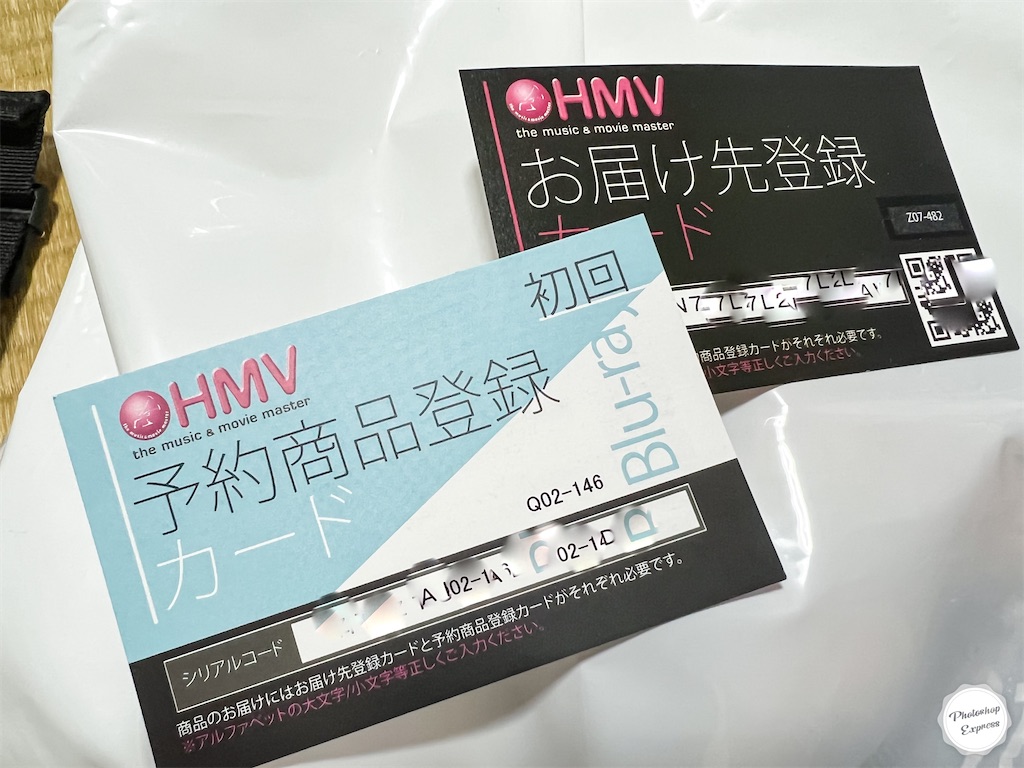 HMV
the music & movie master
お届け先登録
カード
Z07-482
商品登録カードがそれぞれ必要です。
小文字等正しくご入力ください。
初回
HMV
the music & movie master
予約商品登録
カード
Blu-ray
Q02-146
シリアルコード
商品のお届けにはお届け先登録カードと予約商品登録カードがそれぞれ必要です。
※アルファベットの大文字/小文字等正しくご入力ください。
Photoshop
Express